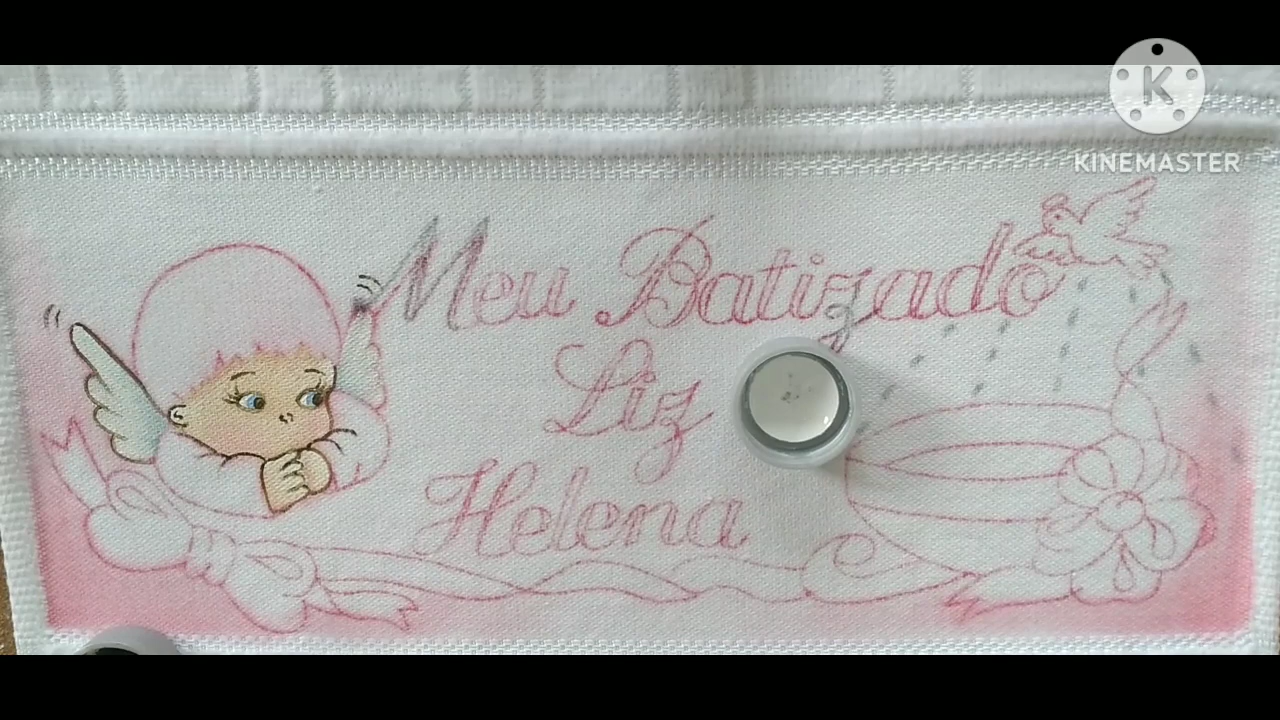 K
KINEMASTER
Meu Batizado
Liz
Helena